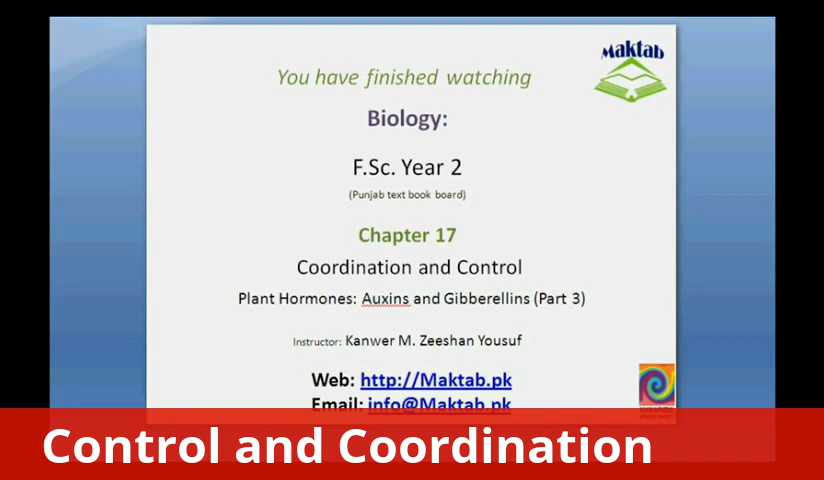 Maktab
You have finished watching
Biology:
F.Sc. Year 2
(Punjab text book board)
Chapter 17
Coordination and Control
Plant Hormones: Auxins and Gibberellins (Part 3)
Instructor: Kanwer M. Zeeshan Yousuf
Web: http://Maktab.pk
Email: info@Maktab.pk
Control and Coordination